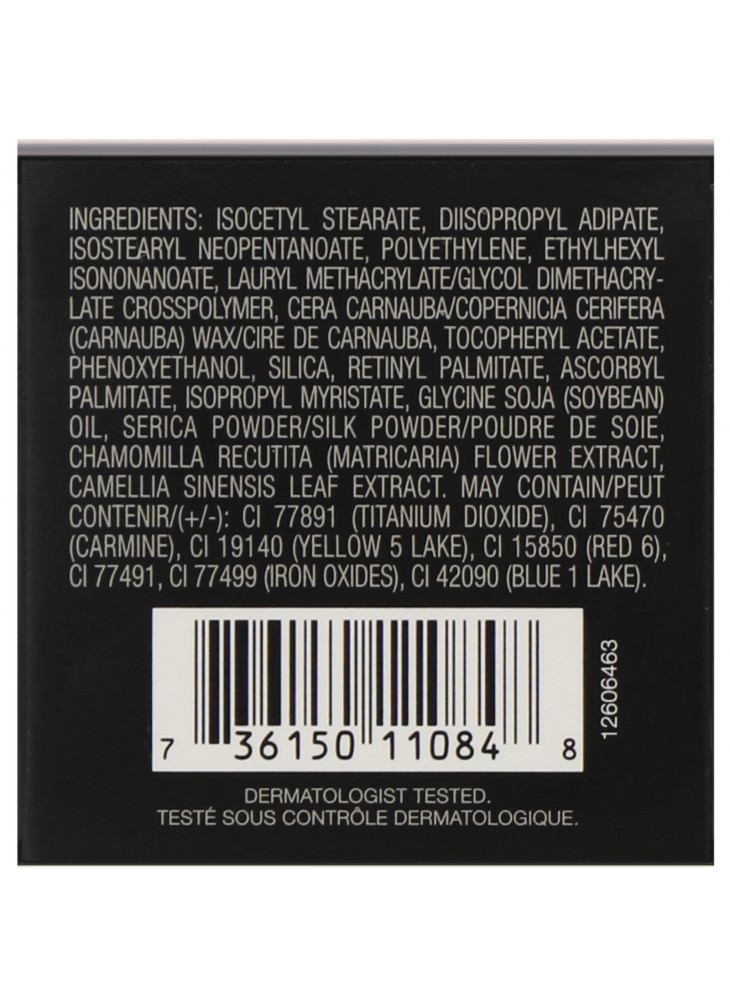 INGREDIENTS: ISOCETYL STEARATE, DIISOPROPYL ADIPATE,
ISOSTEARYL NEOPENTANOATE, POLYETHYLENE, ETHYLHEXYL
ISONONANOATE, LAURYL METHACRYLATE/GLYCOL DIMETHACRY-
LATE CROSSPOLYMER, CERA CARNAUBA/COPERNICIA CERIFERA
(CARNAUBA) WAX/CIRE DE CARNAUBA, TOCOPHERYL ACETATE,
PHENOXYETHANOL, SILICA, RETINYL PALMITATE, ASCORBYL
PALMITATE, ISOPROPYL MYRISTATE, GLYCINE SOJA (SOYBEAN)
OIL, SERICA POWDER/SILK POWDER/POUDRE DE SOIE,
CHAMOMILLA RECUTITA (MATRICARIA) FLOWER EXTRACT,
CAMELLIA SINENSIS LEAF EXTRACT. MAY CONTAIN/PEUT
CONTENIR/(+/-): CI 77891 (TITANIUM DIOXIDE), CI 75470
(CARMINE), CI 19140 (YELLOW 5 LAKE), CI 15850 (RED 6),
CI 77491, CI 77499 (IRON OXIDES), CI 42090 (BLUE 1 LAKE).
7 36150 11084 8
12606463
DERMATOLOGIST TESTED.
TESTÉ SOUS CONTRÔLE DERMATOLOGIQUE.